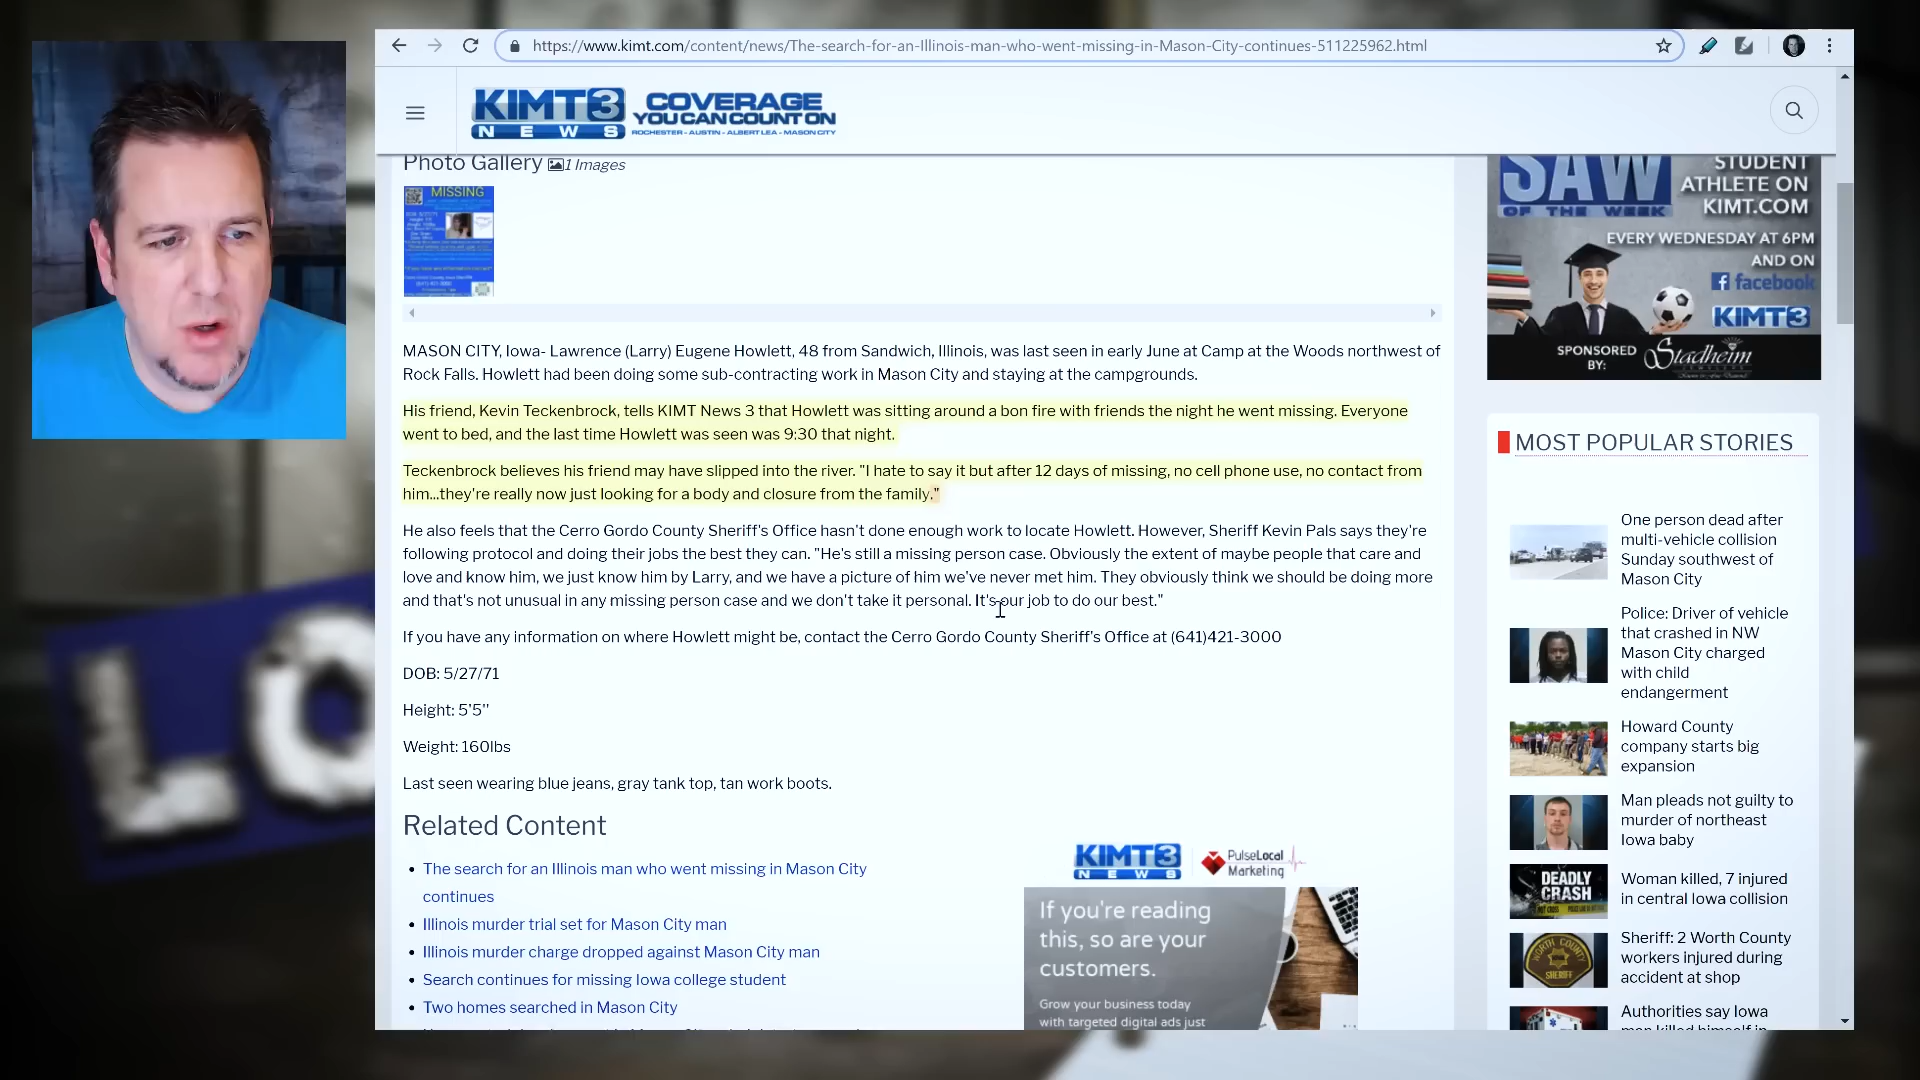 https://www.kimt.com/content/news/The-search-for-an-Illinois-man-who-went-missing-in-Mason-City-continues-511225962.html
KIMT 3
NEWS
COVERAGE
YOU CAN COUNT ON
ROCHESTER - AUSTIN - ALBERT LEA - MASON CITY
Photo Gallery 1 Images
MISSING
MASON CITY, Iowa- Lawrence (Larry) Eugene Howlett, 48 from Sandwich, Illinois, was last seen in early June at Camp at the Woods northwest of
Rock Falls. Howlett had been doing some sub-contracting work in Mason City and staying at the campgrounds.
His friend, Kevin Teckenbrock, tells KIMT News 3 that Howlett was sitting around a bon fire with friends the night he went missing. Everyone
went to bed, and the last time Howlett was seen was 9:30 that night.
Teckenbrock believes his friend may have slipped into the river. "I hate to say it but after 12 days of missing, no cell phone use, no contact from
him...they're really now just looking for a body and closure from the family."
He also feels that the Cerro Gordo County Sheriff's Office hasn't done enough work to locate Howlett. However, Sheriff Kevin Pals says they're
following protocol and doing their jobs the best they can. "He's still a missing person case. Obviously the extent of maybe people that care and
love and know him, we just know him by Larry, and we have a picture of him we've never met him. They obviously think we should be doing more
and that's not unusual in any missing person case and we don't take it personal. It's our job to do our best."
If you have any information on where Howlett might be, contact the Cerro Gordo County Sheriff's Office at (641)421-3000
DOB: 5/27/71
Height: 5'5''
Weight: 160lbs
Last seen wearing blue jeans, gray tank top, tan work boots.
Related Content
The search for an Illinois man who went missing in Mason City
continues
Illinois murder trial set for Mason City man
Illinois murder charge dropped against Mason City man
Search continues for missing Iowa college student
Two homes searched in Mason City
KIMT 3
NEWS
PulseLocal
Marketing
If you're reading
this, so are your
customers.
Grow your business today
with targeted digital ads just
SAW
OF THE WEEK
STUDENT
ATHLETE ON
KIMT.COM
EVERY WEDNESDAY AT 6PM
AND ON
facebook
KIMT 3
SPONSORED
BY:
Stadheim
JEWELERS
MOST POPULAR STORIES
One person dead after
multi-vehicle collision
Sunday southwest of
Mason City
Police: Driver of vehicle
that crashed in NW
Mason City charged
with child
endangerment
Howard County
company starts big
expansion
Man pleads not guilty to
murder of northeast
Iowa baby
DEADLY
CRASH
Woman killed, 7 injured
in central Iowa collision
WORTH COUNTY
SHERIFF
Sheriff: 2 Worth County
workers injured during
accident at shop
Authorities say Iowa
man killed himself in
LO